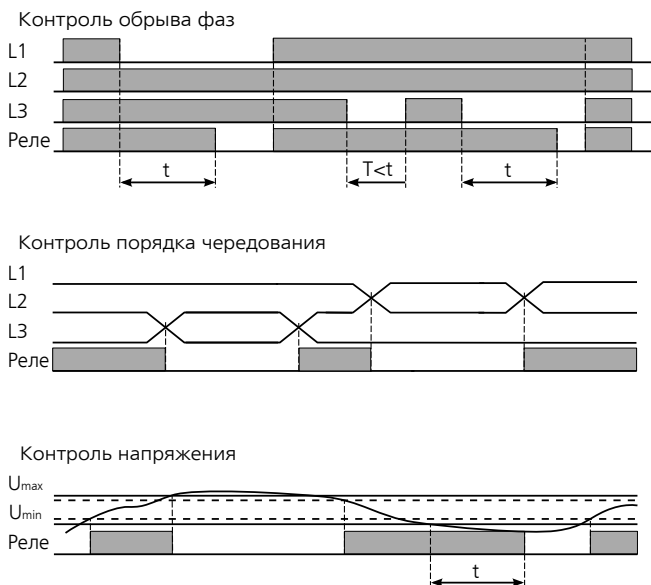 Контроль обрыва фаз
L1
L2
L3
Реле
t
T<t
t
Контроль порядка чередования
L1
L2
L3
Реле
Контроль напряжения
Umax
Umin
Реле
t